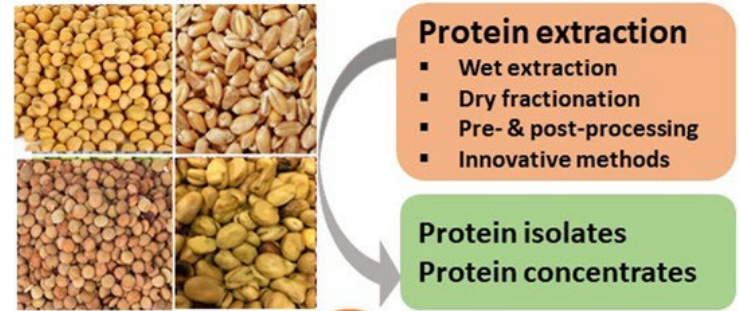 Protein extraction
▪ Wet extraction
▪ Dry fractionation
▪ Pre- & post-processing
▪ Innovative methods
Protein isolates
Protein concentrates